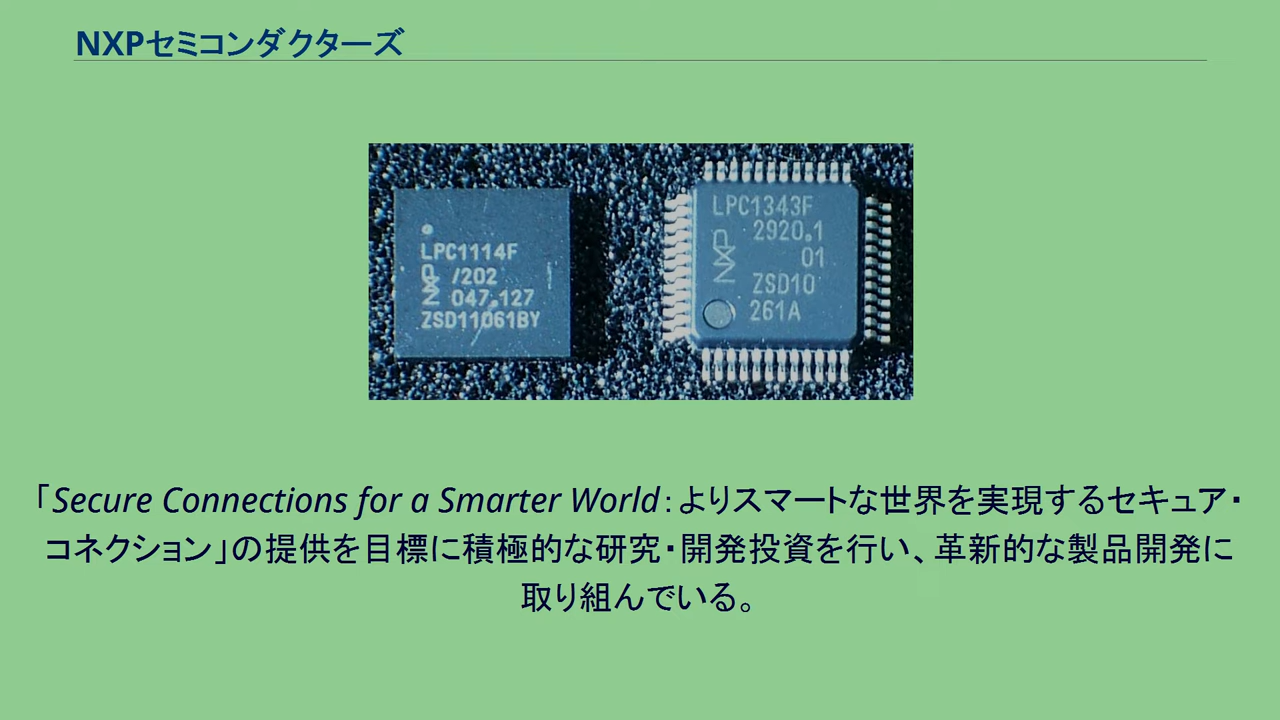 NXPセミコンダクターズ
LPC1114F
NXP
/202
047.127
ZSD11061BY
LPC1343F
2920.1
NXP
01
ZSD10
261A
「Secure Connections for a Smarter World：よりスマートな世界を実現するセキュア・
コネクション」の提供を目標に積極的な研究・開発投資を行い、革新的な製品開発に
取り組んでいる。